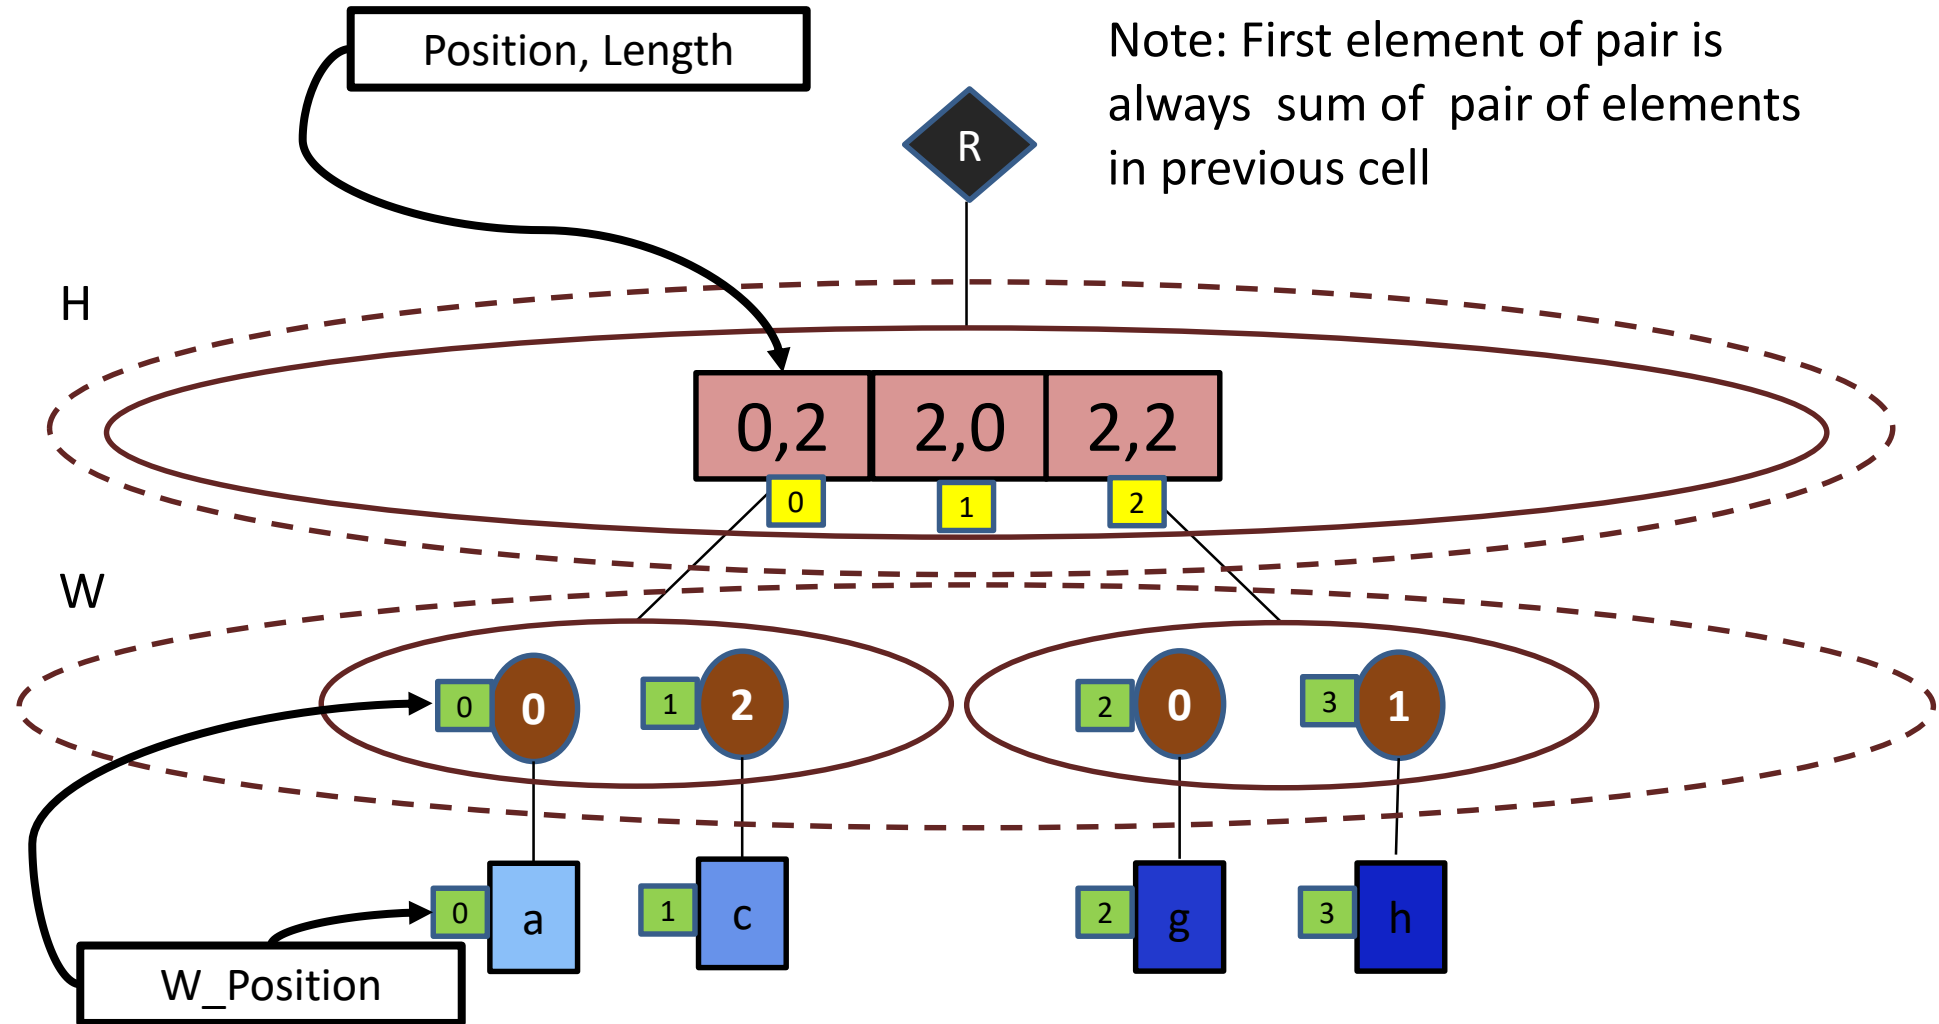 Position, Length
Note: First element of pair is
always sum of pair of elements
in previous cell
R
H
0,2 2,0 2,2
0 1 2
W
0 0 1 2 2 0 3 1
0 a 1 c 2 g 3 h
W_Position